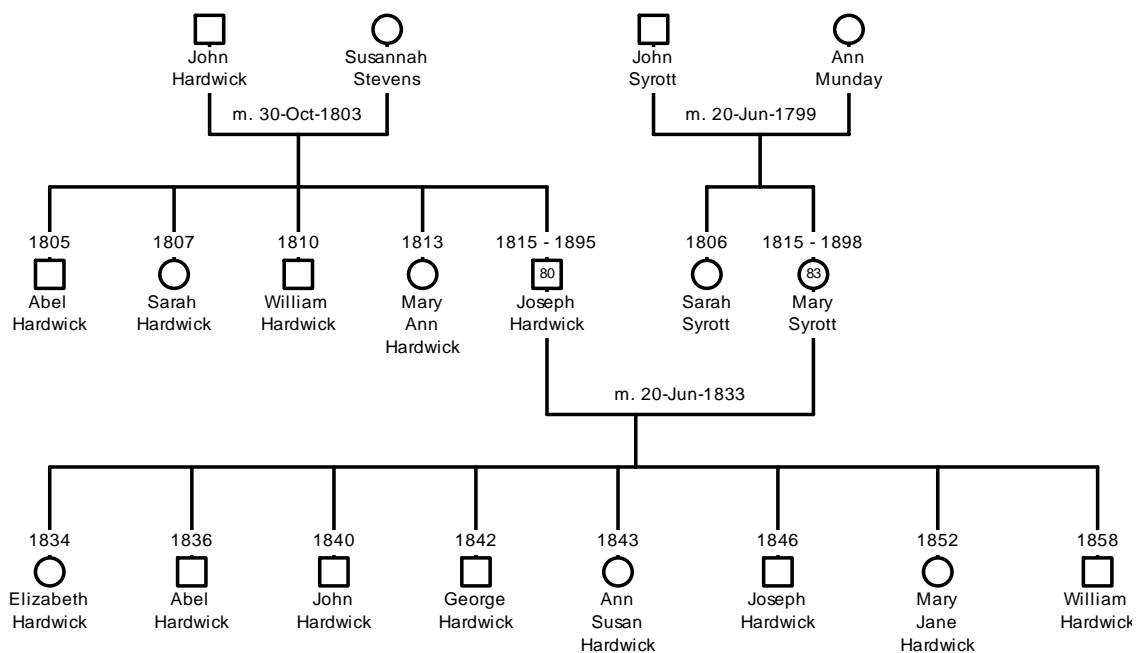 John
Hardwick
Susannah
Stevens
John
Syrott
Ann
Munday
m. 30-Oct-1803
m. 20-Jun-1799
1805
Abel
Hardwick
1807
Sarah
Hardwick
1810
William
Hardwick
1813
Mary
Ann
Hardwick
1815 - 1895
80
Joseph
Hardwick
1806
Sarah
Syrott
1815 - 1898
83
Mary
Syrott
m. 20-Jun-1833
1834
Elizabeth
Hardwick
1836
Abel
Hardwick
1840
John
Hardwick
1842
George
Hardwick
1843
Ann
Susan
Hardwick
1846
Joseph
Hardwick
1852
Mary
Jane
Hardwick
1858
William
Hardwick